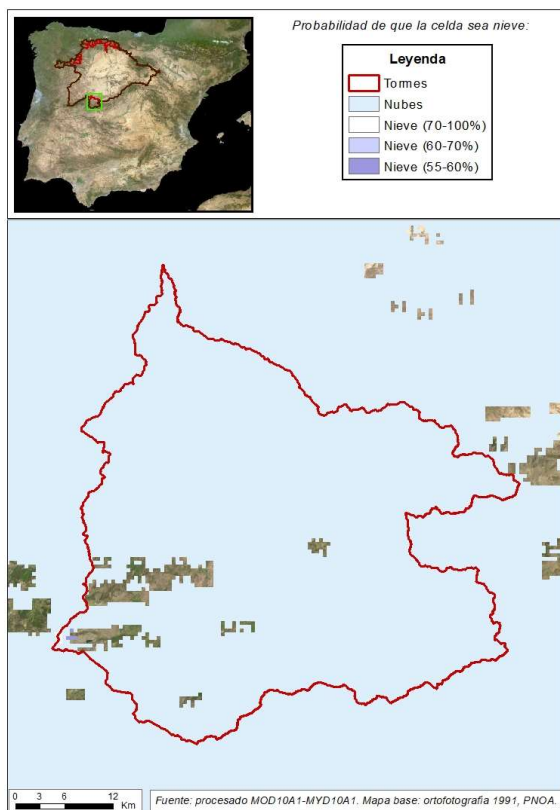 Probabilidad de que la celda sea nieve:
Leyenda
Tormes
Nubes
Nieve (70-100%)
Nieve (60-70%)
Nieve (55-60%)
0 3 6 12
Km
Fuente: procesado MOD10A1-MYD10A1. Mapa base: ortofotografia 1991, PNOA